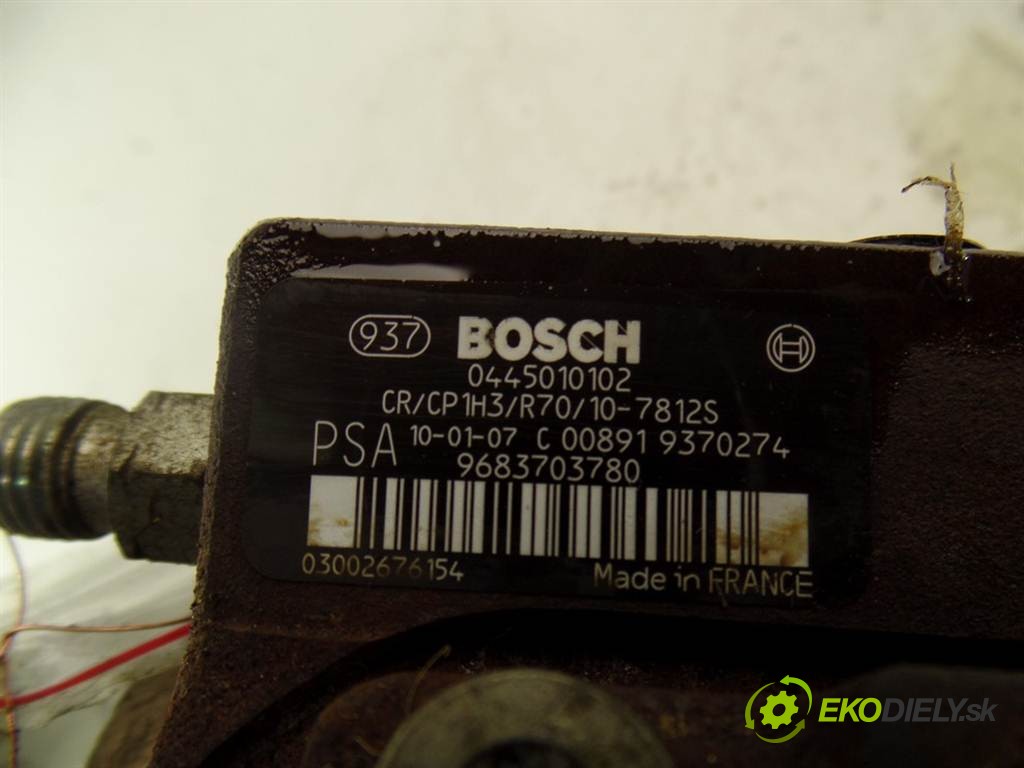 937 BOSCH
0445010102
CR/CP1H3/R70/10-7812S
PSA 10-01-07 C 00891 9370274
9683703780
03002676154 Made in FRANCE
EKODIELY.sk